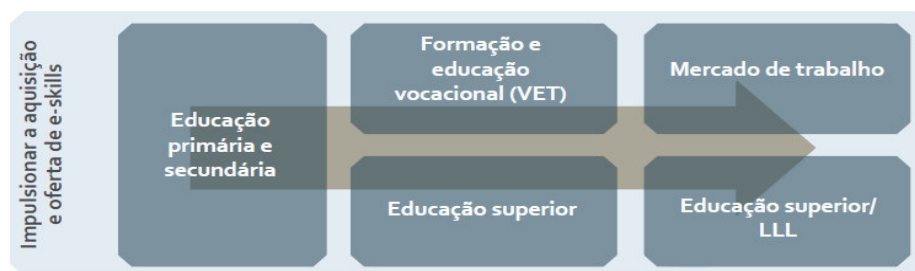 Impulsionar a aquisição
e oferta de e-skills
Educação
primária e
secundária
Formação e
educação
vocacional (VET)
Educação superior
Mercado de trabalho
Educação superior/
LLL